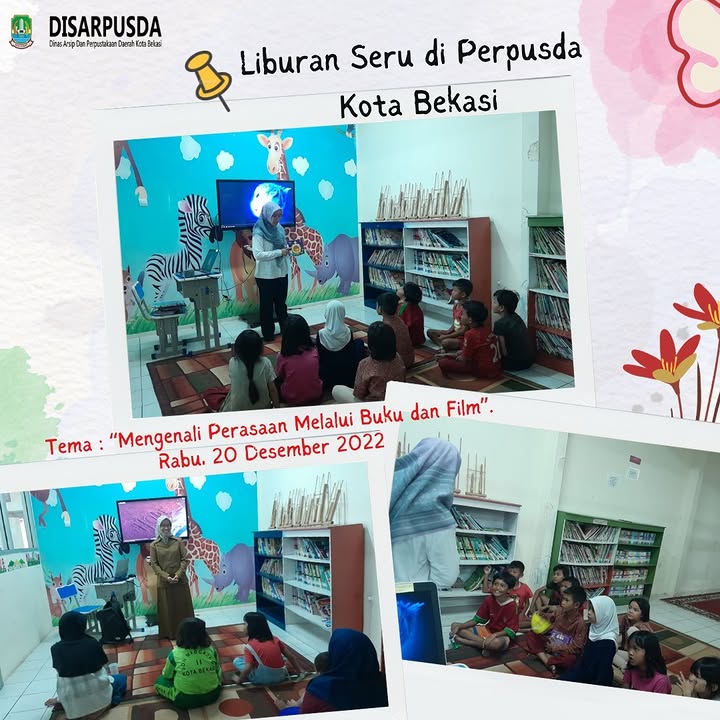 DISARPUSDA
Dinas Arsip Dan Perpustakaan Daerah Kota Bekasi
Liburan Seru di Perpusda
Kota Bekasi
Tema : "Mengenali Perasaan Melalui Buku dan Film".
Rabu. 20 Desember 2022
KOTA BEKASI